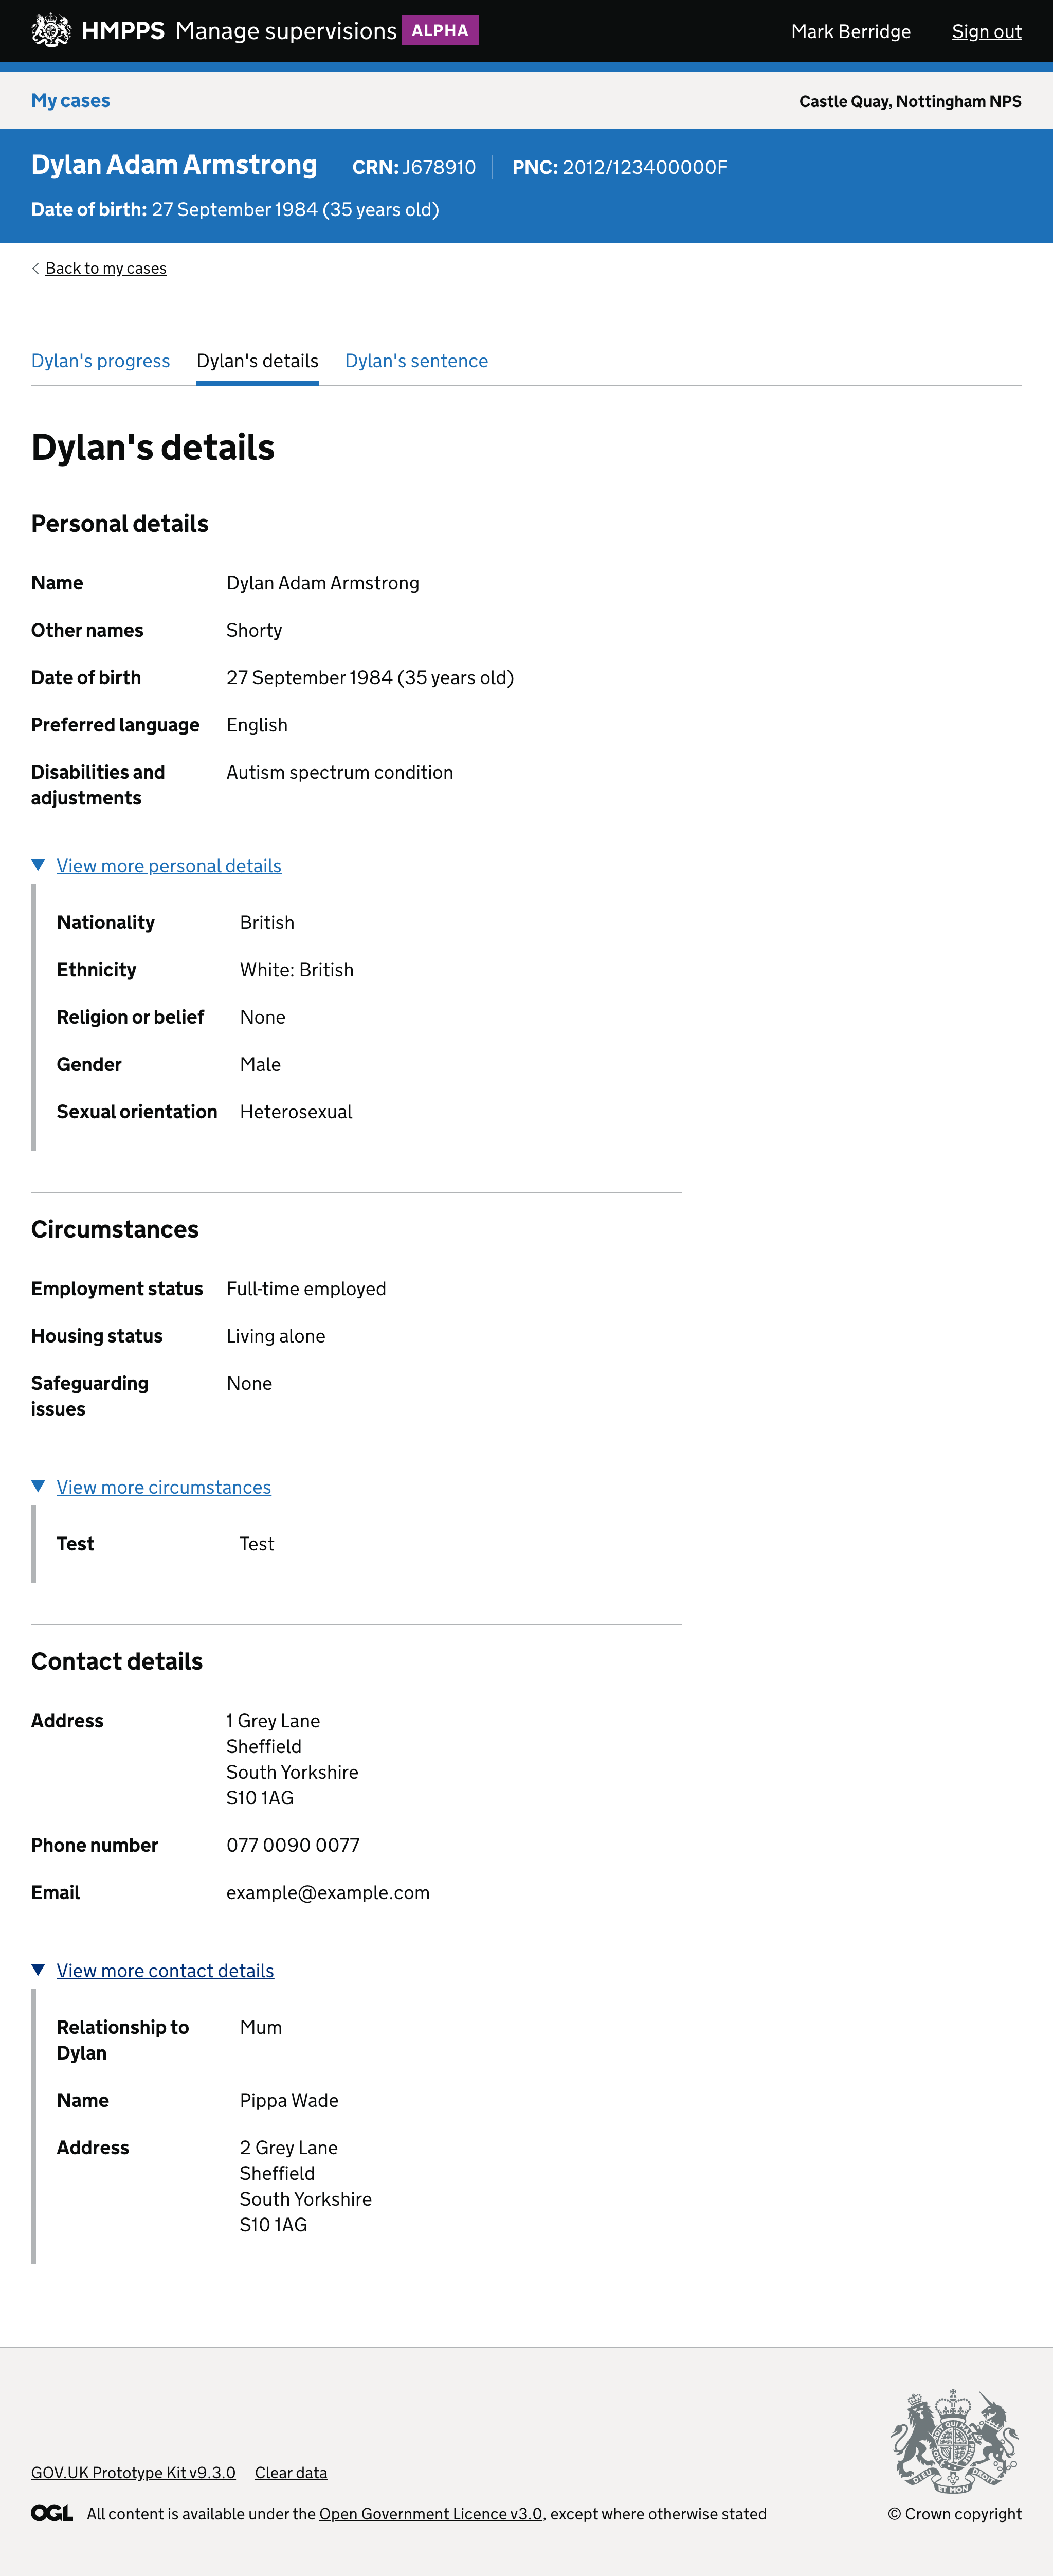 HMPPS Manage supervisions ALPHA Mark Berridge Sign out
My cases Castle Quay, Nottingham NPS
Dylan Adam Armstrong CRN: J678910 PNC: 2012/123400000F
Date of birth: 27 September 1984 (35 years old)
Back to my cases
Dylan's progress Dylan's details Dylan's sentence
Dylan's details
Personal details
Name Dylan Adam Armstrong
Other names Shorty
Date of birth 27 September 1984 (35 years old)
Preferred language English
Disabilities and Autism spectrum condition
adjustments
View more personal details
Nationality British
Ethnicity White: British
Religion or belief None
Gender Male
Sexual orientation Heterosexual
Circumstances
Employment status Full-time employed
Housing status Living alone
Safeguarding None
issues
View more circumstances
Test Test
Contact details
Address 1 Grey Lane
Sheffield
South Yorkshire
S10 1AG
Phone number 077 0090 0077
Email example@example.com
View more contact details
Relationship to Mum
Dylan
Name Pippa Wade
Address 2 Grey Lane
Sheffield
South Yorkshire
S10 1AG
GOV.UK Prototype Kit v9.3.0 Clear data
DIEU ET MON DROIT
OGL All content is available under the Open Government Licence v3.0, except where otherwise stated © Crown copyright